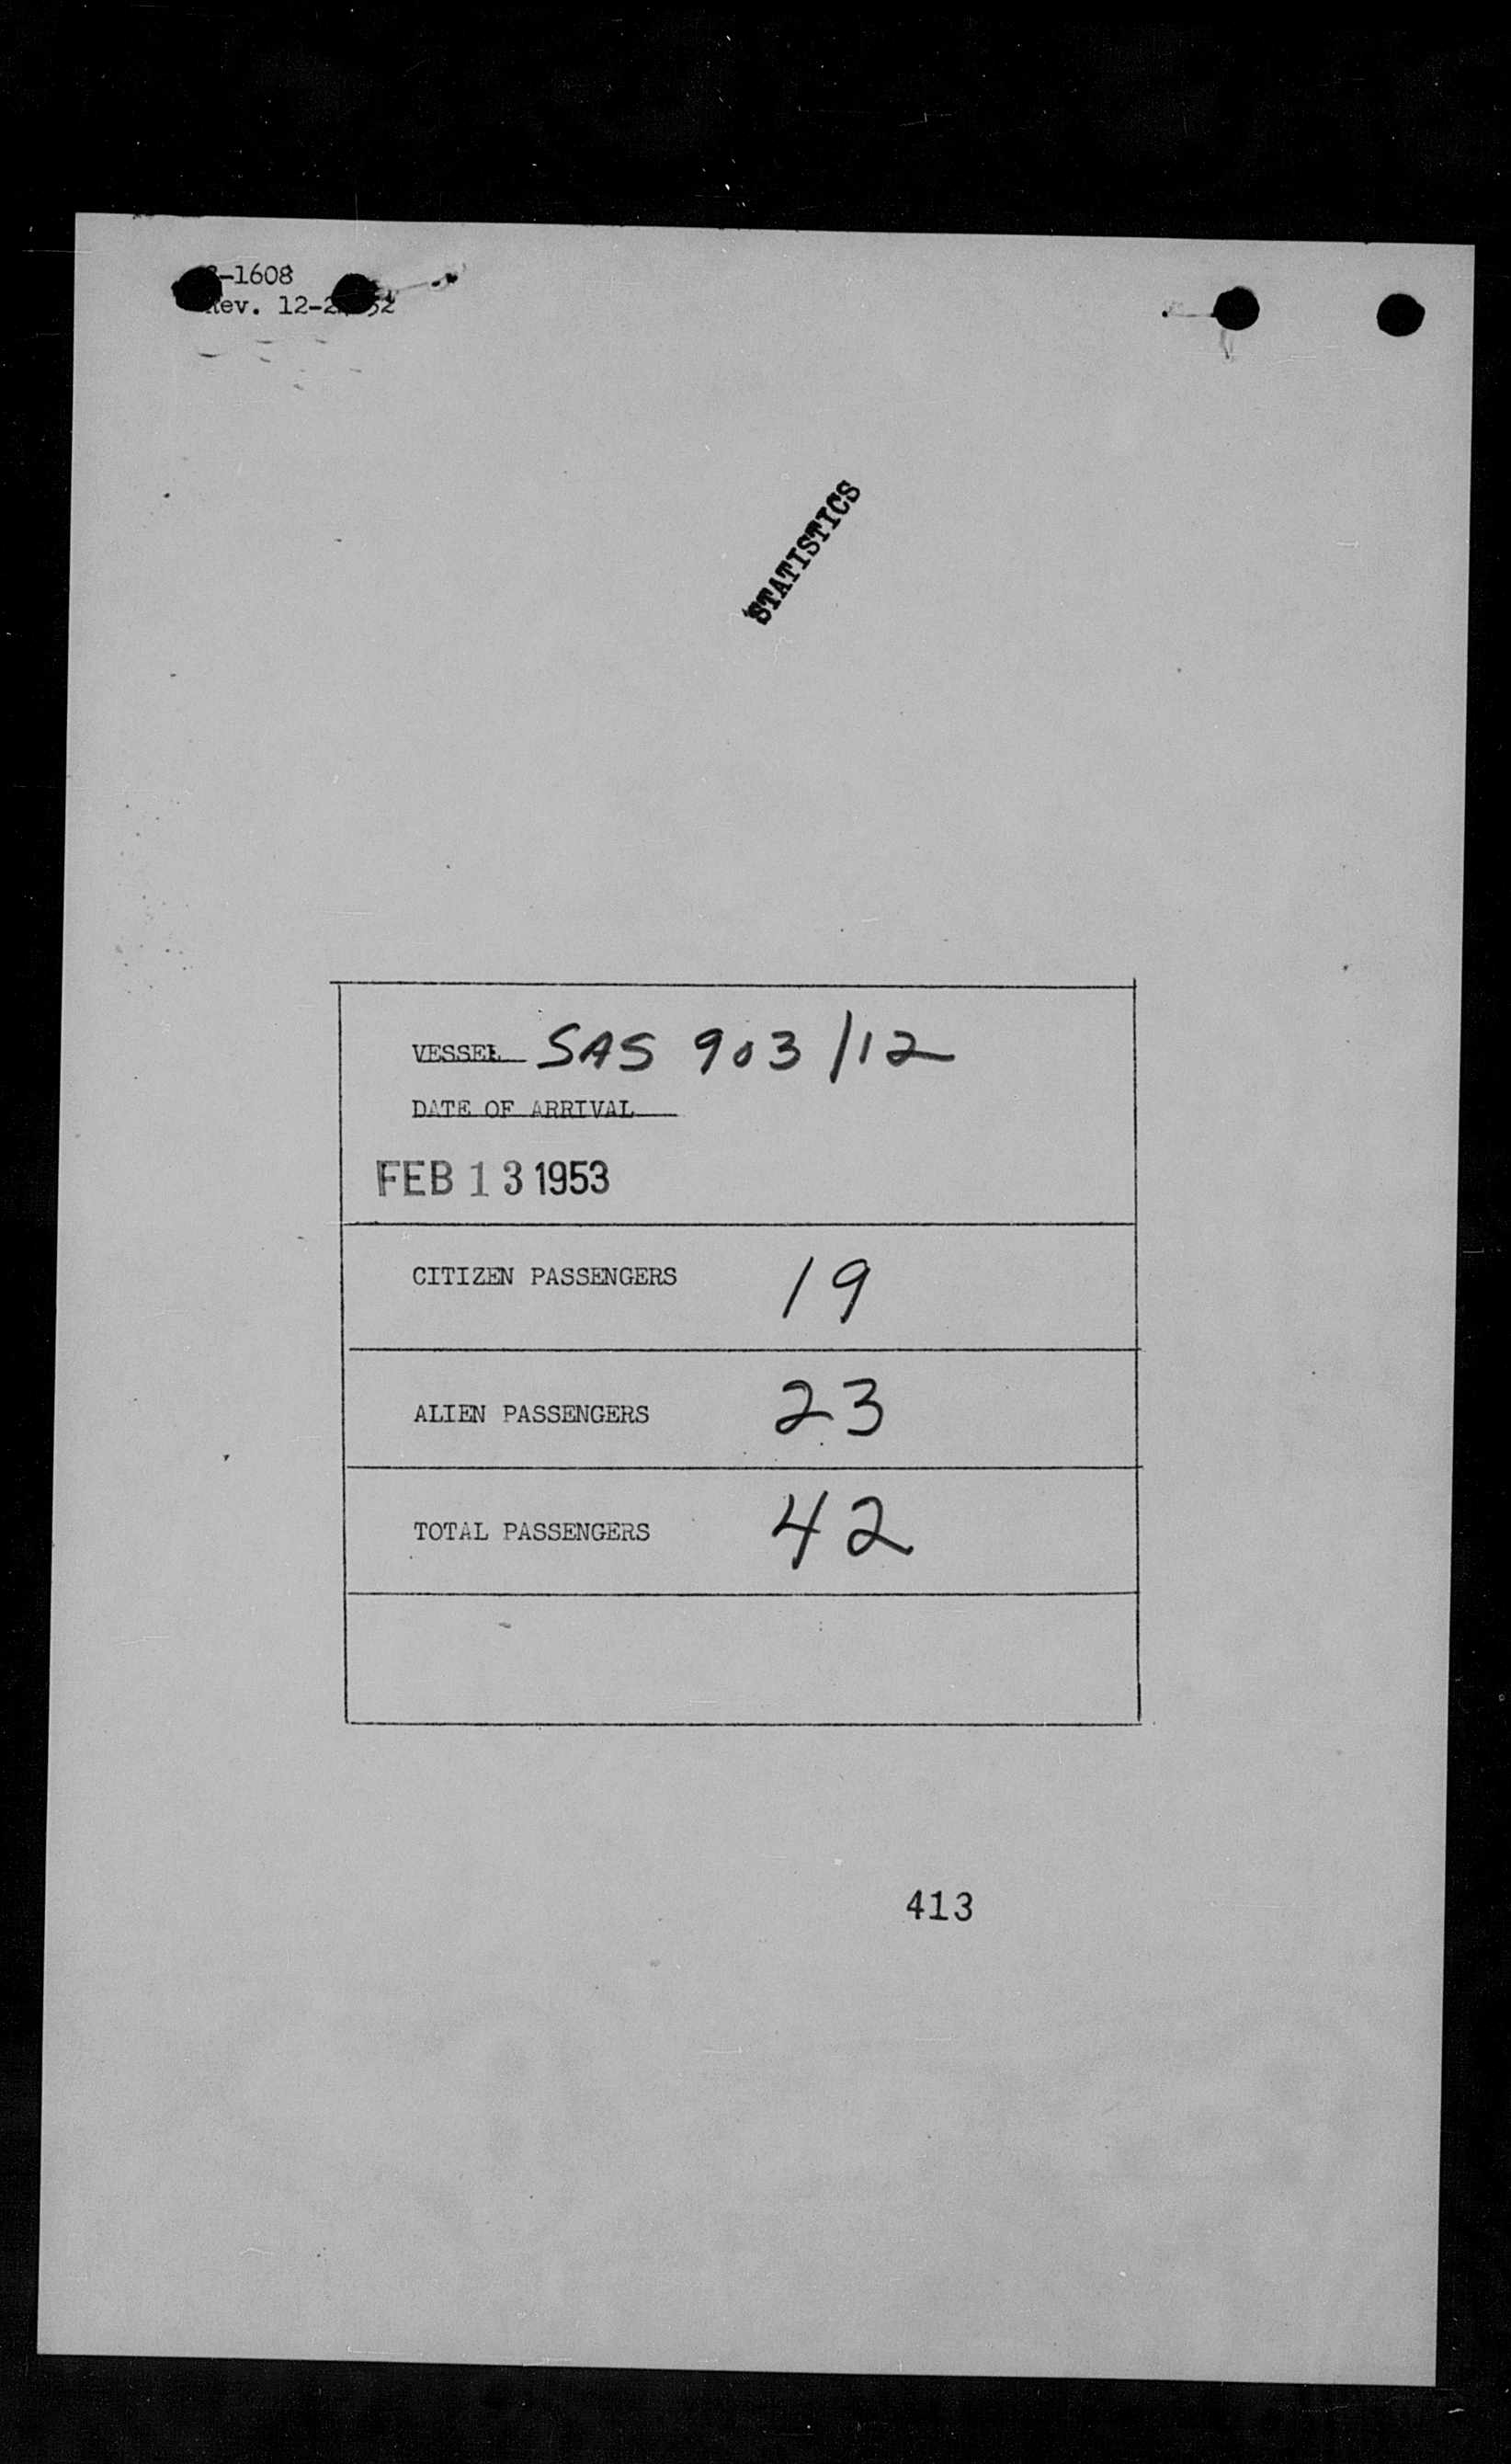 -1608
Rev. 12-2
STATISTICS
VESSEL SAS 903/12
DATE OF ARRIVAL
FEB 13 1953
CITIZEN PASSENGERS 19
ALIEN PASSENGERS 23
TOTAL PASSENGERS 42
413